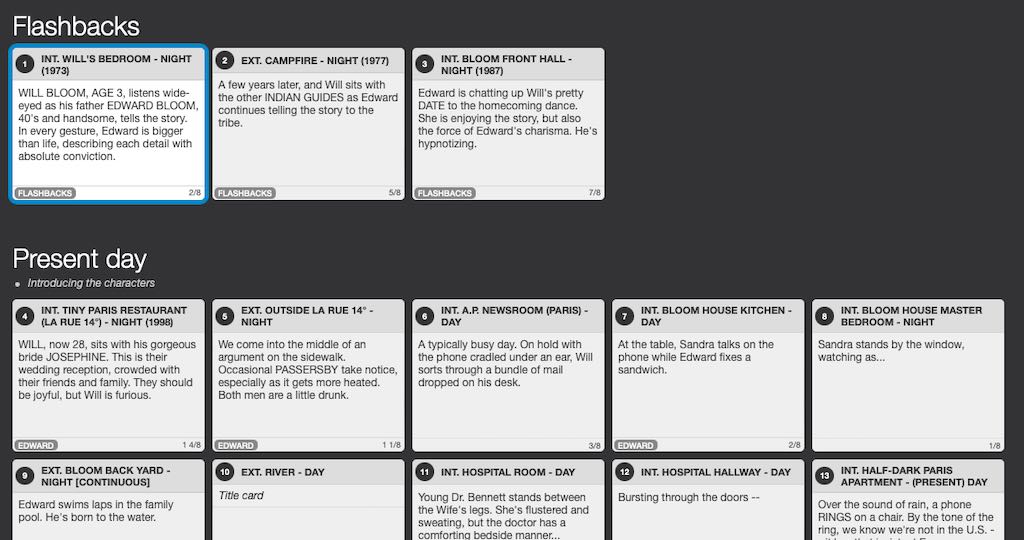 Flashbacks
1
INT. WILL'S BEDROOM - NIGHT
(1973)
WILL BLOOM, AGE 3, listens wide-
eyed as his father EDWARD BLOOM,
40's and handsome, tells the story.
In every gesture, Edward is bigger
than life, describing each detail with
absolute conviction.
FLASHBACKS
2/8
2
EXT. CAMPFIRE - NIGHT (1977)
A few years later, and Will sits with
the other INDIAN GUIDES as Edward
continues telling the story to the
tribe.
FLASHBACKS
5/8
3
INT. BLOOM FRONT HALL -
NIGHT (1987)
Edward is chatting up Will's pretty
DATE to the homecoming dance.
She is enjoying the story, but also
the force of Edward's charisma. He's
hypnotizing.
FLASHBACKS
7/8
Present day
• Introducing the characters
4
INT. TINY PARIS RESTAURANT
(LA RUE 14°) - NIGHT (1998)
WILL, now 28, sits with his gorgeous
bride JOSEPHINE. This is their
wedding reception, crowded with
their friends and family. They should
be joyful, but Will is furious.
EDWARD
1 4/8
5
EXT. OUTSIDE LA RUE 14° -
NIGHT
We come into the middle of an
argument on the sidewalk.
Occasional PASSERSBY take notice,
especially as it gets more heated.
Both men are a little drunk.
EDWARD
1 1/8
6
INT. A.P. NEWSROOM (PARIS) -
DAY
A typically busy day. On hold with
the phone cradled under an ear, Will
sorts through a bundle of mail
dropped on his desk.
3/8
7
INT. BLOOM HOUSE KITCHEN -
DAY
At the table, Sandra talks on the
phone while Edward fixes a
sandwich.
EDWARD
2/8
8
INT. BLOOM HOUSE MASTER
BEDROOM - NIGHT
Sandra stands by the window,
watching as...
1/8
9
EXT. BLOOM BACK YARD -
NIGHT [CONTINUOUS]
Edward swims laps in the family
pool. He's born to the water.
10
EXT. RIVER - DAY
Title card
11
INT. HOSPITAL ROOM - DAY
Young Dr. Bennett stands between
the Wife's legs. She's flustered and
sweating, but the doctor has a
comforting bedside manner...
12
INT. HOSPITAL HALLWAY - DAY
Bursting through the doors --
13
INT. HALF-DARK PARIS
APARTMENT - (PRESENT) DAY
Over the sound of rain, a phone
RINGS on a chair. By the tone of the
ring, we know we're not in the U.S. -